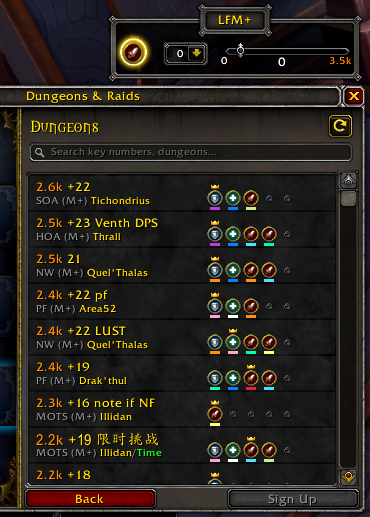 LFM+
0
0
0
3.5k
Dungeons & Raids
Dungeons
Search key numbers, dungeons...
2.6k +22
SOA (M+) Tichondrius
2.5k +23 Venth DPS
HOA (M+) Thrall
2.5k 21
NW (M+) Quel'Thalas
2.4k +22 pf
PF (M+) Area52
2.4k +22 LUST
NW (M+) Quel'Thalas
2.4k +19
PF (M+) Drak'thul
2.3k +16 note if NF
MOTS (M+) Illidan
2.2k +19 限时挑战
MOTS (M+) Illidan/Time
2.2k +18
Back
Sign Up